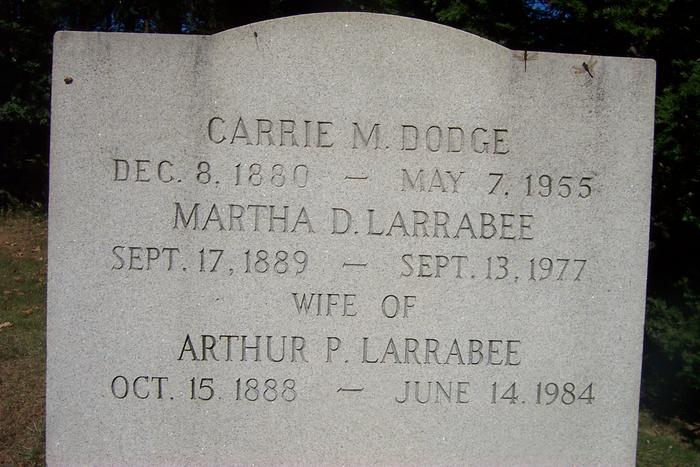 CARRIE M. DODGE
DEC. 8, 1880 — MAY 7, 1955
MARTHA D. LARRABEE
SEPT. 17, 1889 — SEPT. 13, 1977
WIFE OF
ARTHUR P. LARRABEE
OCT. 15. 1888 — JUNE 14. 1984